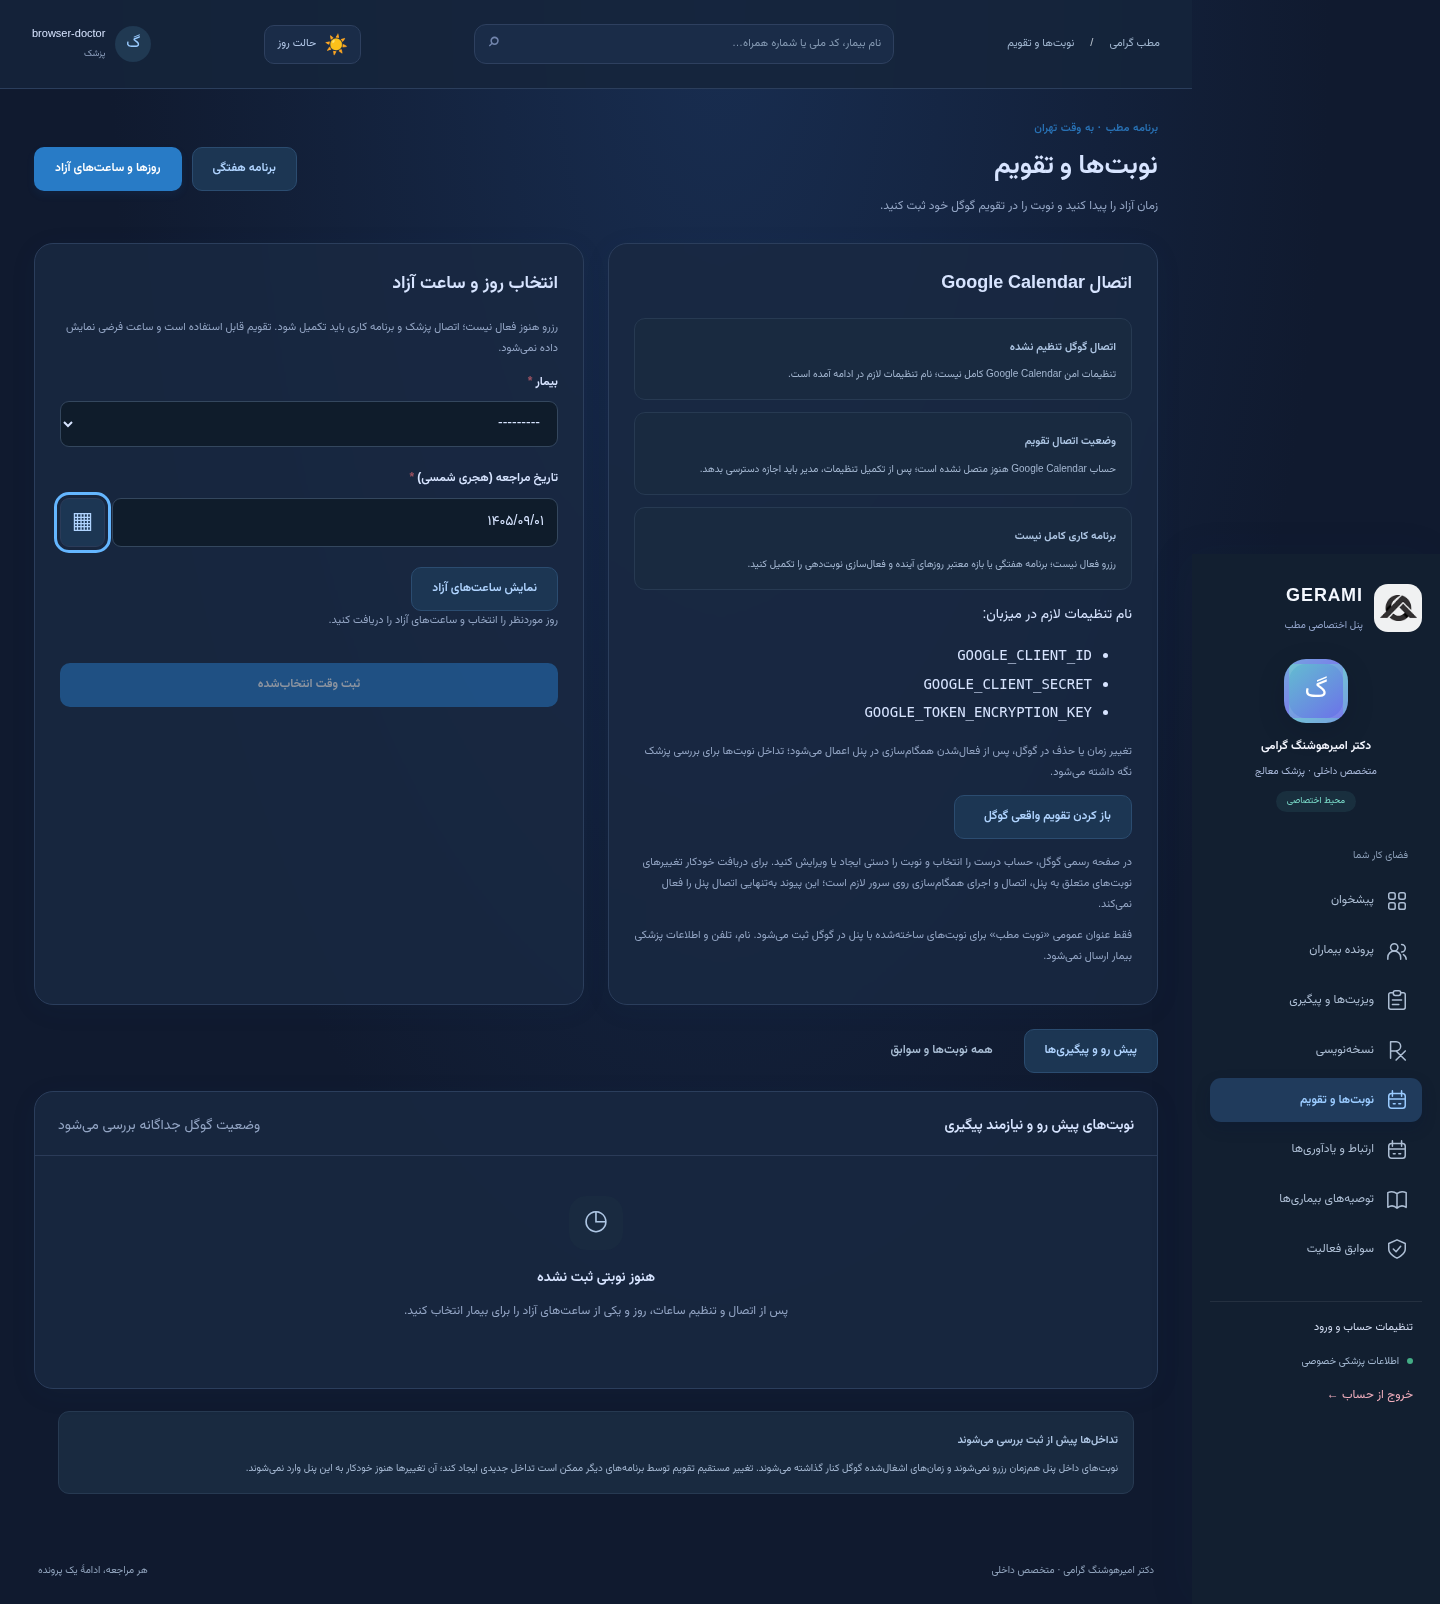 مطب گرامی / نوبت‌ها و تقویم
نام بیمار، کد ملی یا شماره همراه...
حالت روز
گ
browser-doctor
پزشک
برنامه مطب · به وقت تهران
نوبت‌ها و تقویم
زمان آزاد را پیدا کنید و نوبت را در تقویم گوگل خود ثبت کنید.
برنامه هفتگی
روزها و ساعت‌های آزاد
اتصال Google Calendar
اتصال گوگل تنظیم نشده
تنظیمات امن Google Calendar کامل نیست؛ نام تنظیمات لازم در ادامه آمده است.
وضعیت اتصال تقویم
حساب Google Calendar هنوز متصل نشده است؛ پس از تکمیل تنظیمات، مدیر باید اجازه دسترسی بدهد.
برنامه کاری کامل نیست
رزرو فعال نیست؛ برنامه هفتگی یا بازه معتبر روزهای آینده و فعال‌سازی نوبت‌دهی را تکمیل کنید.
نام تنظیمات لازم در میزبان:
GOOGLE_CLIENT_ID
GOOGLE_CLIENT_SECRET
GOOGLE_TOKEN_ENCRYPTION_KEY
تغییر زمان یا حذف در گوگل، پس از فعال‌شدن همگام‌سازی در پنل اعمال می‌شود؛ تداخل نوبت‌ها برای بررسی پزشک
نگه داشته می‌شود.
باز کردن تقویم واقعی گوگل
در صفحه رسمی گوگل، حساب درست را انتخاب و نوبت را دستی ایجاد یا ویرایش کنید. برای دریافت خودکار تغییرهای
نوبت‌های متعلق به پنل، اتصال و اجرای همگام‌سازی روی سرور لازم است؛ این پیوند به‌تنهایی اتصال پنل را فعال
نمی‌کند.
فقط عنوان عمومی «نوبت مطب» برای نوبت‌های ساخته‌شده با پنل در گوگل ثبت می‌شود. نام، تلفن و اطلاعات پزشکی
بیمار ارسال نمی‌شود.
انتخاب روز و ساعت آزاد
رزرو هنوز فعال نیست؛ اتصال پزشک و برنامه کاری باید تکمیل شود. تقویم قابل استفاده است و ساعت فرضی نمایش
داده نمی‌شود.
بیمار *
---------
تاریخ مراجعه (هجری شمسی) *
۱۴۰۵/۰۹/۰۱
نمایش ساعت‌های آزاد
روز موردنظر را انتخاب و ساعت‌های آزاد را دریافت کنید.
ثبت وقت انتخاب‌شده
پیش رو و پیگیری‌ها
همه نوبت‌ها و سوابق
نوبت‌های پیش رو و نیازمند پیگیری
وضعیت گوگل جداگانه بررسی می‌شود
هنوز نوبتی ثبت نشده
پس از اتصال و تنظیم ساعات، روز و یکی از ساعت‌های آزاد را برای بیمار انتخاب کنید.
تداخل‌ها پیش از ثبت بررسی می‌شوند
نوبت‌های داخل پنل هم‌زمان رزرو نمی‌شوند و زمان‌های اشغال‌شده گوگل کنار گذاشته می‌شوند. تغییر مستقیم تقویم توسط برنامه‌های دیگر ممکن است تداخل جدیدی ایجاد کند؛ آن تغییرها هنوز خودکار به این پنل وارد نمی‌شوند.
دکتر امیرهوشنگ گرامی · متخصص داخلی
هر مراجعه، ادامهٔ یک پرونده
GERAMI
پنل اختصاصی مطب
گ
دکتر امیرهوشنگ گرامی
متخصص داخلی · پزشک معالج
محیط اختصاصی
فضای کار شما
پیشخوان
پرونده بیماران
ویزیت‌ها و پیگیری
نسخه‌نویسی
نوبت‌ها و تقویم
ارتباط و یادآوری‌ها
توصیه‌های بیماری‌ها
سوابق فعالیت
تنظیمات حساب و ورود
اطلاعات پزشکی خصوصی
خروج از حساب ←